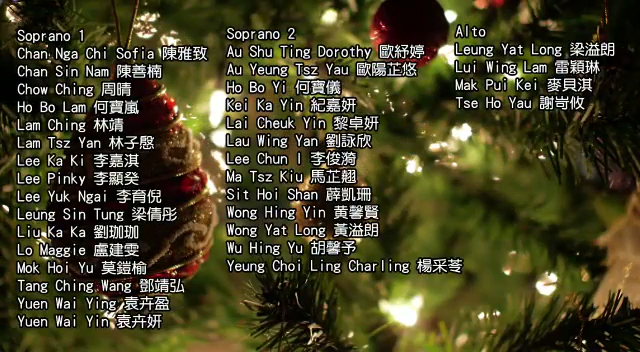 Soprano 1
Chan Nga Chi Sofia 陳雅致
Chan Sin Nam 陳善楠
Chow Ching 周晴
Ho Bo Lam 何寶嵐
Lam Ching 林靖
Lam Tsz Yan 林子慇
Lee Ka Ki 李嘉淇
Lee Pinky 李顯癸
Lee Yuk Ngai 李育倪
Leung Sin Tung 梁倩彤
Liu Ka Ka 劉珈珈
Lo Maggie 盧建雯
Mok Hoi Yu 莫鎧榆
Tang Ching Wang 鄧靖弘
Yuen Wai Ying 袁卉盈
Yuen Wai Yin 袁卉妍
Soprano 2
Au Shu Ting Dorothy 歐紓婷
Au Yeung Tsz Yau 歐陽芷悠
Ho Bo Yi 何寶儀
Kei Ka Yin 紀嘉妍
Lai Cheuk Yin 黎卓妍
Lau Wing Yan 劉詠欣
Lee Chun I 李俊漪
Ma Tsz Kiu 馬芷翹
Sit Hoi Shan 薜凱珊
Wong Hing Yin 黄馨賢
Wong Yat Long 黃溢朗
Wu Hing Yu 胡馨予
Yeung Choi Ling Charling 楊采苓
Alto
Leung Yat Long 梁溢朗
Lui Wing Lam 雷穎琳
Mak Pui Kei 麥貝淇
Tse Ho Yau 謝岢攸